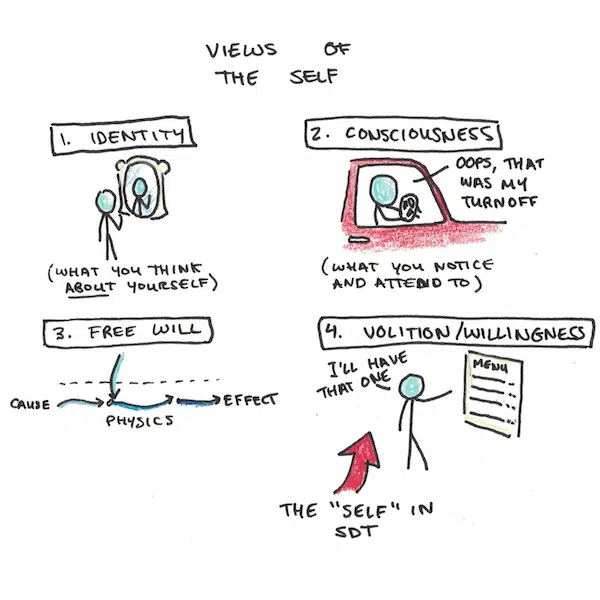 VIEWS OF
THE SELF
1. IDENTITY
(WHAT YOU THINK
ABOUT YOURSELF)
2. CONSCIOUSNESS
OOPS, THAT
WAS MY
TURNOFF
(WHAT YOU NOTICE
AND ATTEND TO)
3. FREE WILL
CAUSE
EFFECT
PHYSICS
4. VOLITION/WILLINGNESS
I'LL HAVE
THAT ONE
MENU
THE "SELF" IN
SDT